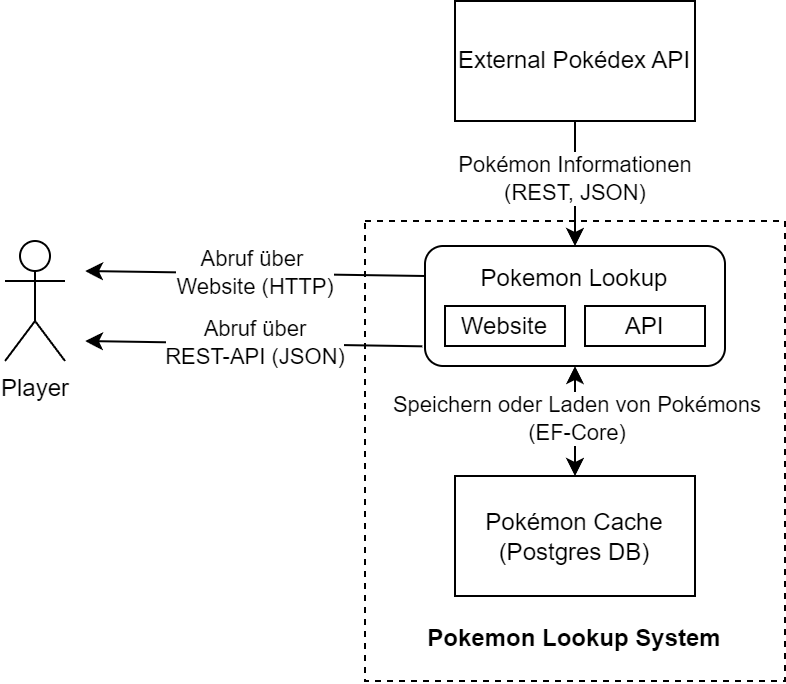 External Pokédex API
Pokémon Informationen
(REST, JSON)
Abruf über
Website (HTTP)
Pokemon Lookup
Website
API
Abruf über
REST-API (JSON)
Player
Speichern oder Laden von Pokémons
(EF-Core)
Pokémon Cache
(Postgres DB)
Pokemon Lookup System